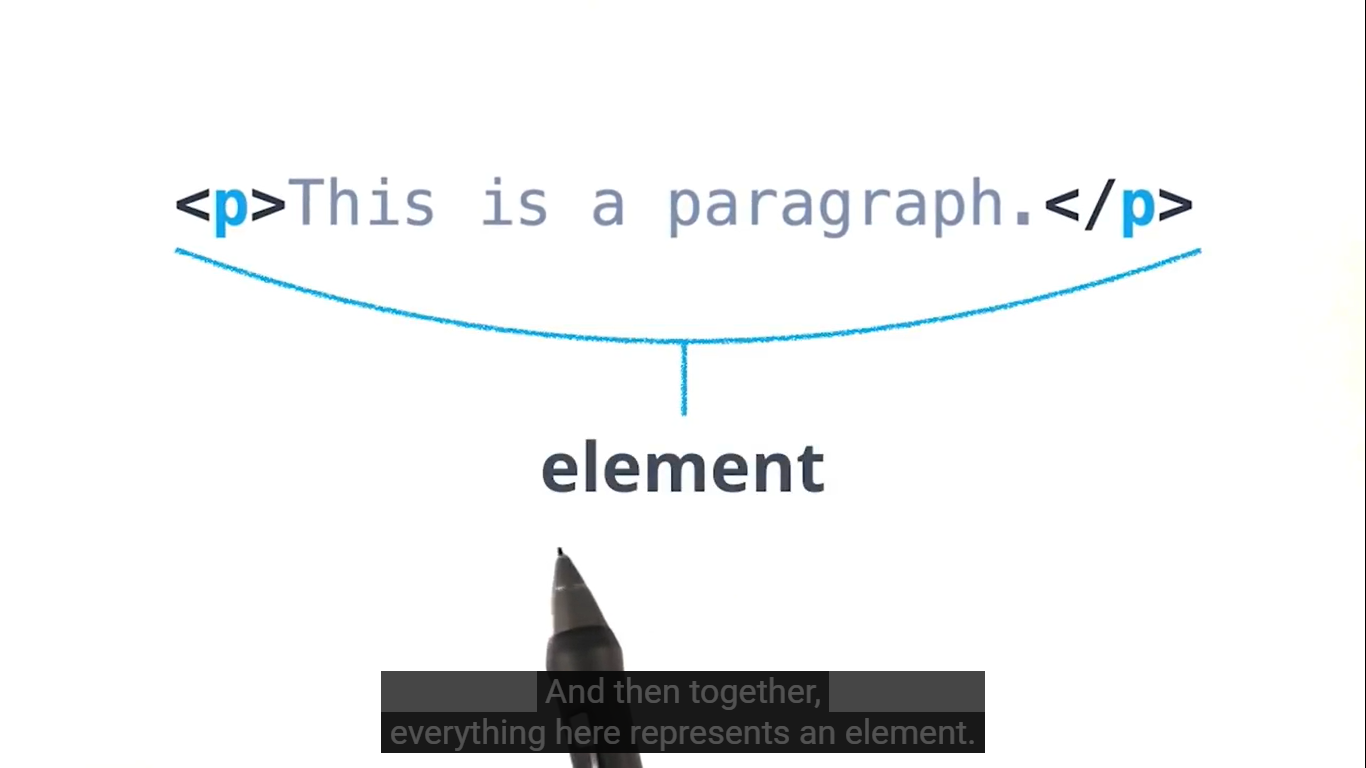 <p>This is a paragraph.</p>
element
And then together,
everything here represents an element.